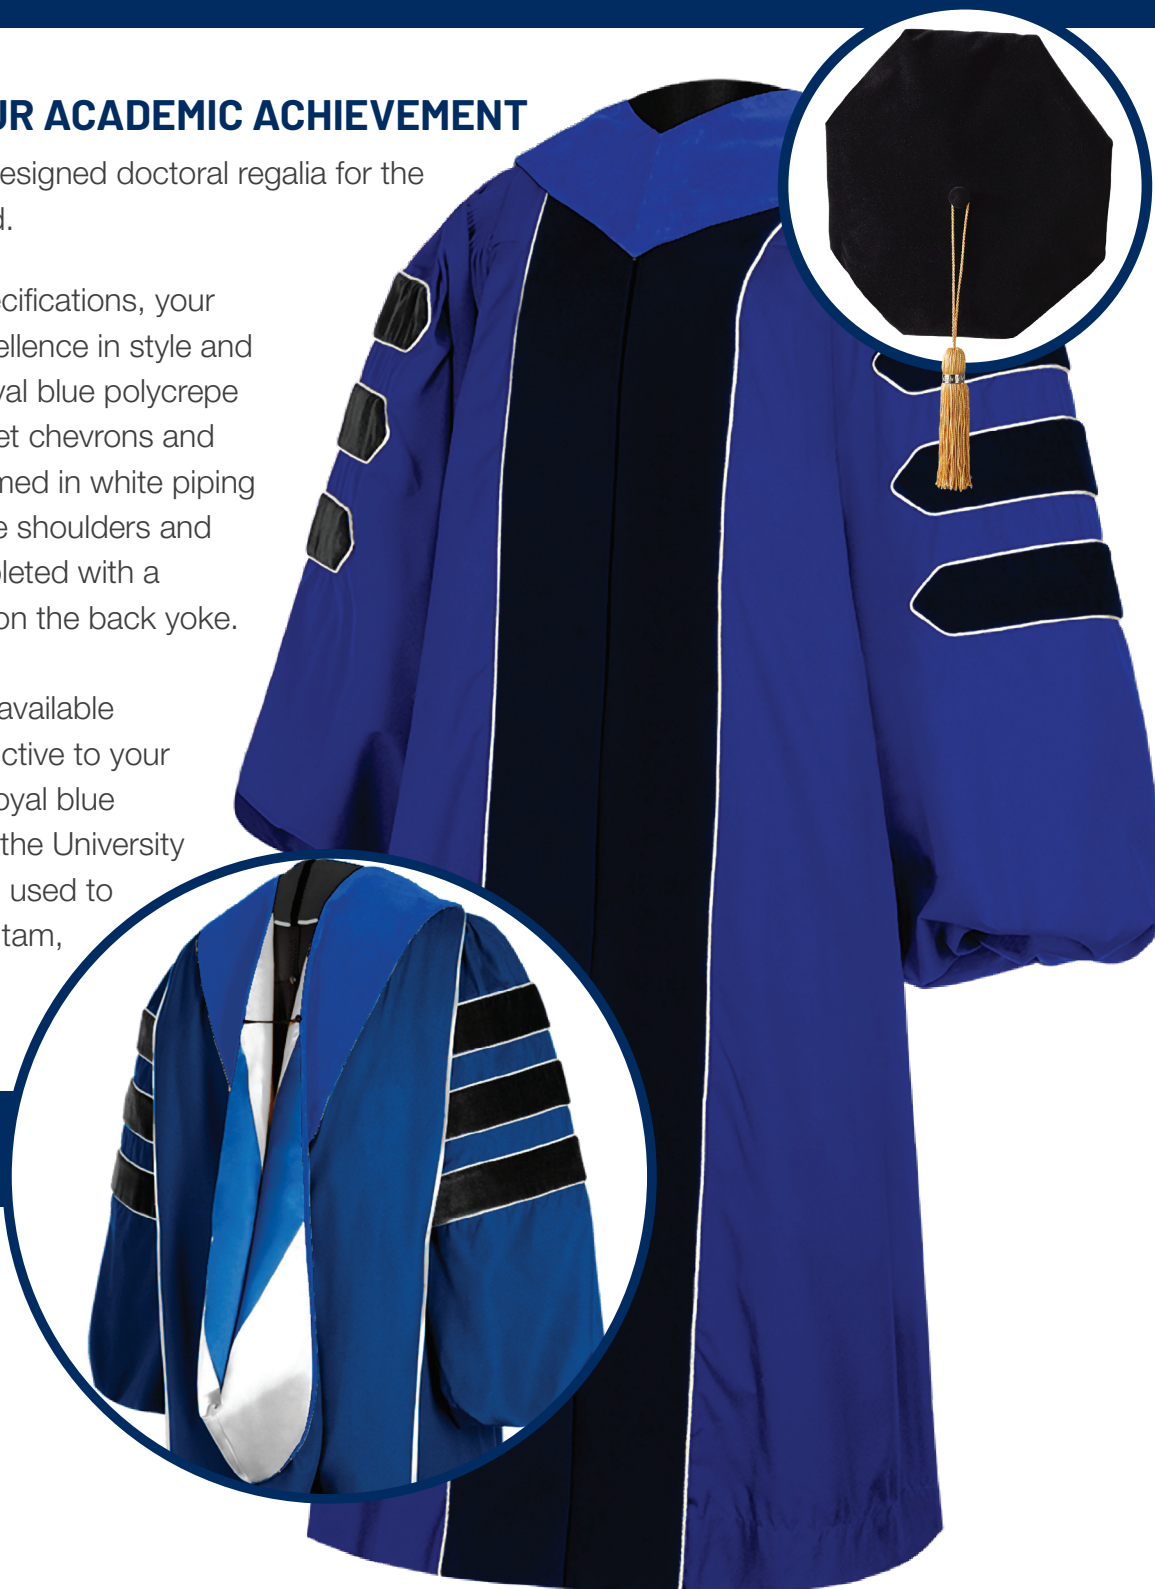 UR ACADEMIC ACHIEVEMENT
esigned doctoral regalia for the
d.
ecifications, your
ellence in style and
yal blue polycrepe
et chevrons and
med in white piping
e shoulders and
leted with a
on the back yoke.
available
ctive to your
oyal blue
the University
used to
tam,